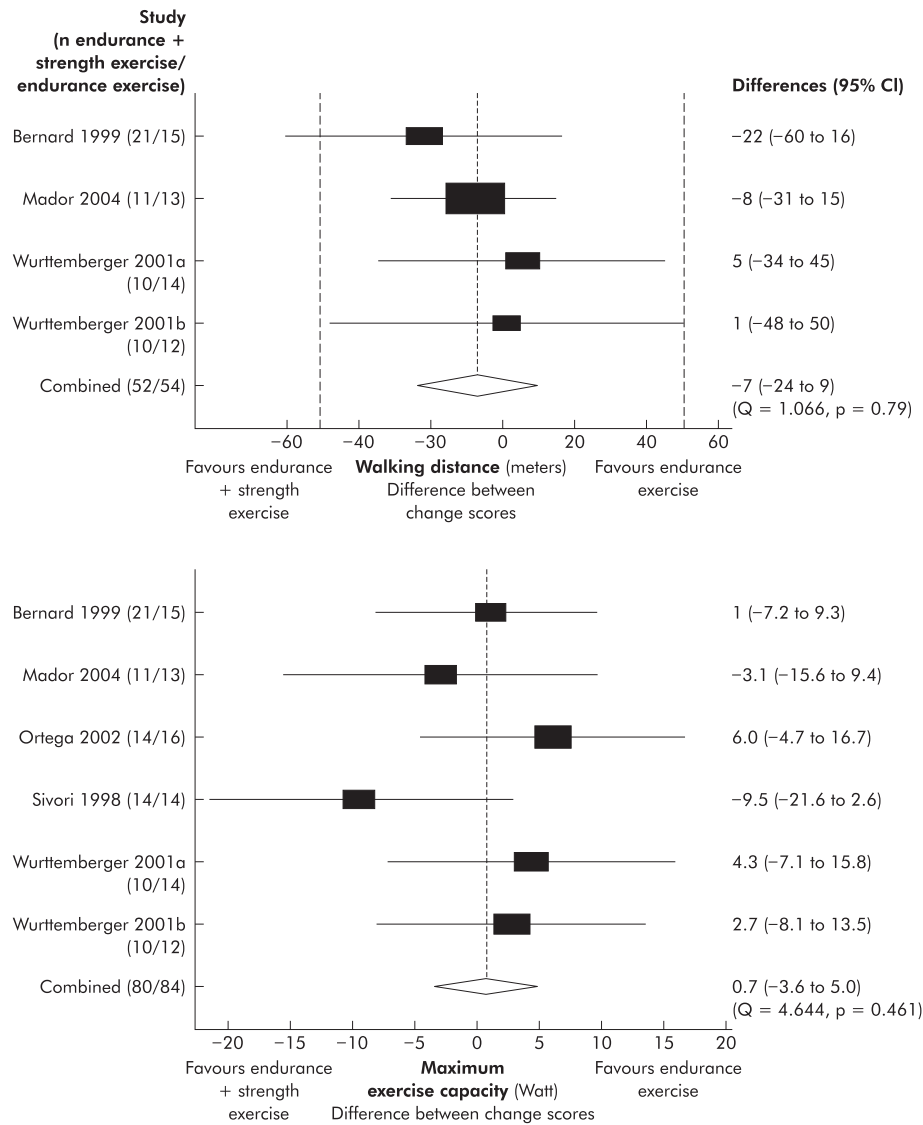 Study
(n endurance +
strength exercise/
endurance exercise)
Differences (95% CI)
Bernard 1999 (21/15)
−22 (−60 to 16)
Mador 2004 (11/13)
−8 (−31 to 15)
Wurttemberger 2001a
(10/14)
5 (−34 to 45)
Wurttemberger 2001b
(10/12)
1 (−48 to 50)
Combined (52/54)
−7 (−24 to 9)
(Q = 1.066, p = 0.79)
−60 −40 −30 0 20 40 60
Favours endurance
+ strength
exercise
Walking distance (meters)
Difference between
change scores
Favours endurance
exercise
Bernard 1999 (21/15)
1 (−7.2 to 9.3)
Mador 2004 (11/13)
−3.1 (−15.6 to 9.4)
Ortega 2002 (14/16)
6.0 (−4.7 to 16.7)
Sivori 1998 (14/14)
−9.5 (−21.6 to 2.6)
Wurttemberger 2001a
(10/14)
4.3 (−7.1 to 15.8)
Wurttemberger 2001b
(10/12)
2.7 (−8.1 to 13.5)
Combined (80/84)
0.7 (−3.6 to 5.0)
(Q = 4.644, p = 0.461)
−20 −15 −10 −5 0 5 10 15 20
Favours endurance
+ strength
exercise
Maximum
exercise capacity (Watt)
Difference between change scores
Favours endurance
exercise